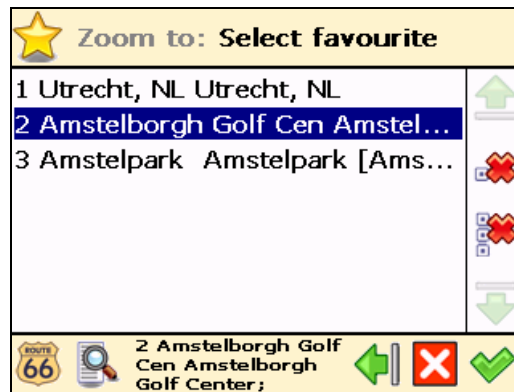 Zoom to: Select favourite
1 Utrecht, NL Utrecht, NL
2 Amstelborgh Golf Cen Amstel...
3 Amstelpark Amstelpark [Ams...
ROUTE
66
2 Amstelborgh Golf
Cen Amstelborgh
Golf Center;